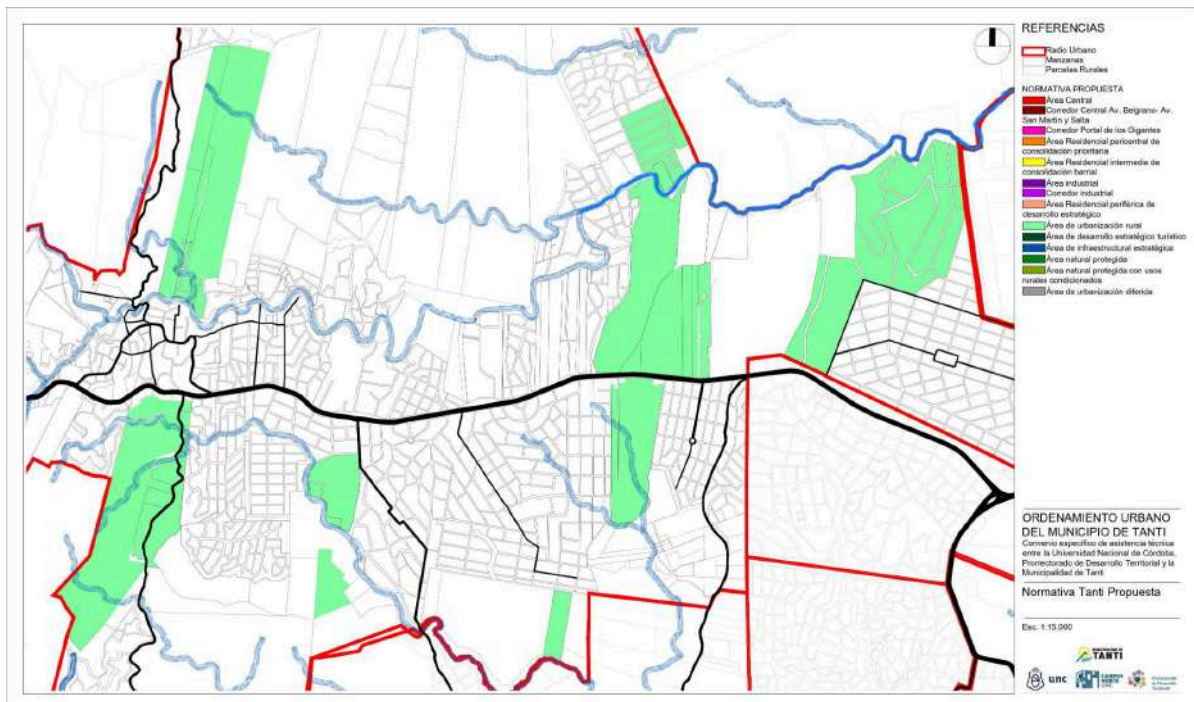 REFERENCIAS
Radio Urbano
Manzanas
Parcelas Rurales
NORMATIVA PROPUESTA
Área Central
Corredor Central Av. Belgrano- Av.
San Martín y Salta
Corredor Portal de los Gigantes
Área Residencial pericentral de
consolidación prioritaria
Área Residencial intermedia de
consolidación barrial
Área industrial
Corredor industrial
Área Residencial periférica de
desarrollo estratégico
Área de urbanización rural
Área de desarrollo estratégico turístico
Área de infraestructural estratégica
Área natural protegida
Área natural protegida con usos
rurales condicionados
Área de urbanización diferida
ORDENAMIENTO URBANO
DEL MUNICIPIO DE TANTI
Convenio específico de asistencia técnica
entre la Universidad Nacional de Córdoba,
Prorrectorado de Desarrollo Territorial y la
Municipalidad de Tanti
Normativa Tanti Propuesta
Esc. 1:15.000
TANTI
unc
CAMPUS
NORTE
UNC